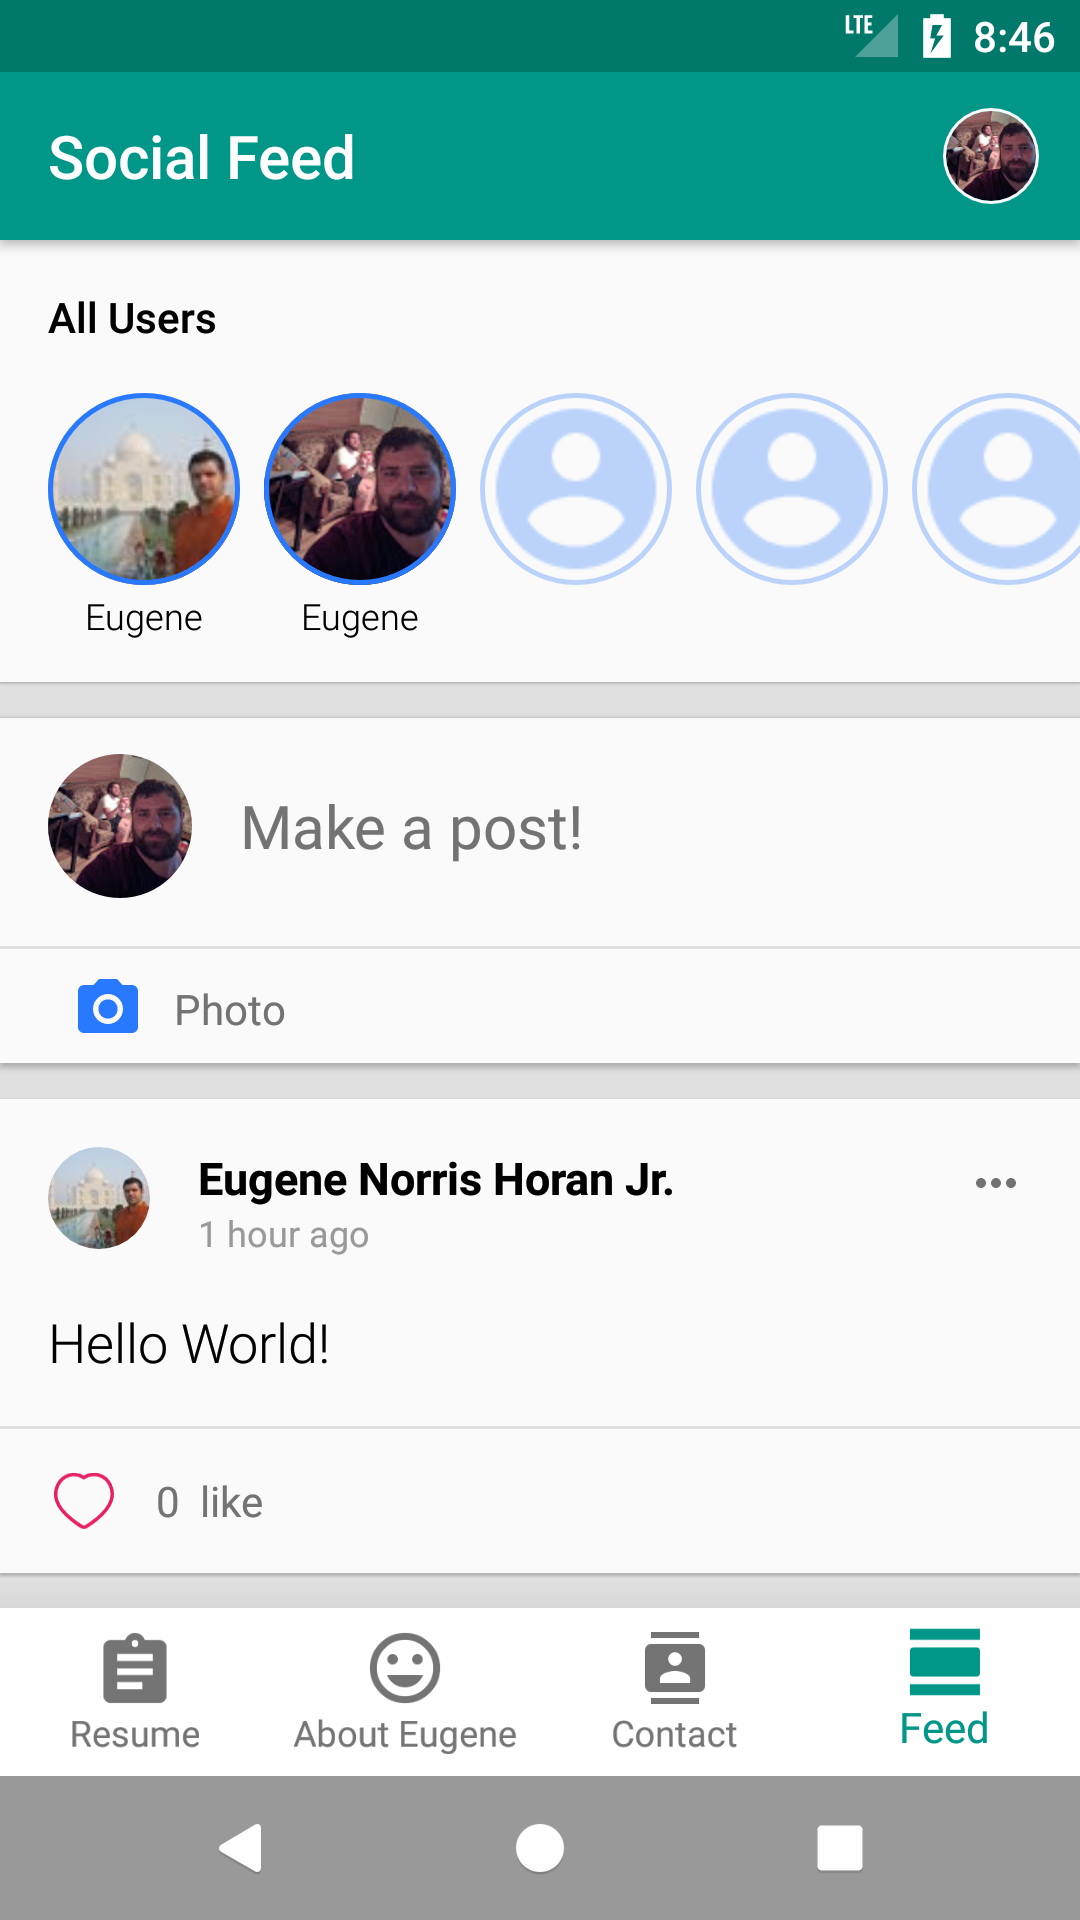 LTE 8:46
Social Feed
All Users
Eugene Eugene
Make a post!
Photo
Eugene Norris Horan Jr.
1 hour ago
Hello World!
0 like
Resume About Eugene Contact Feed